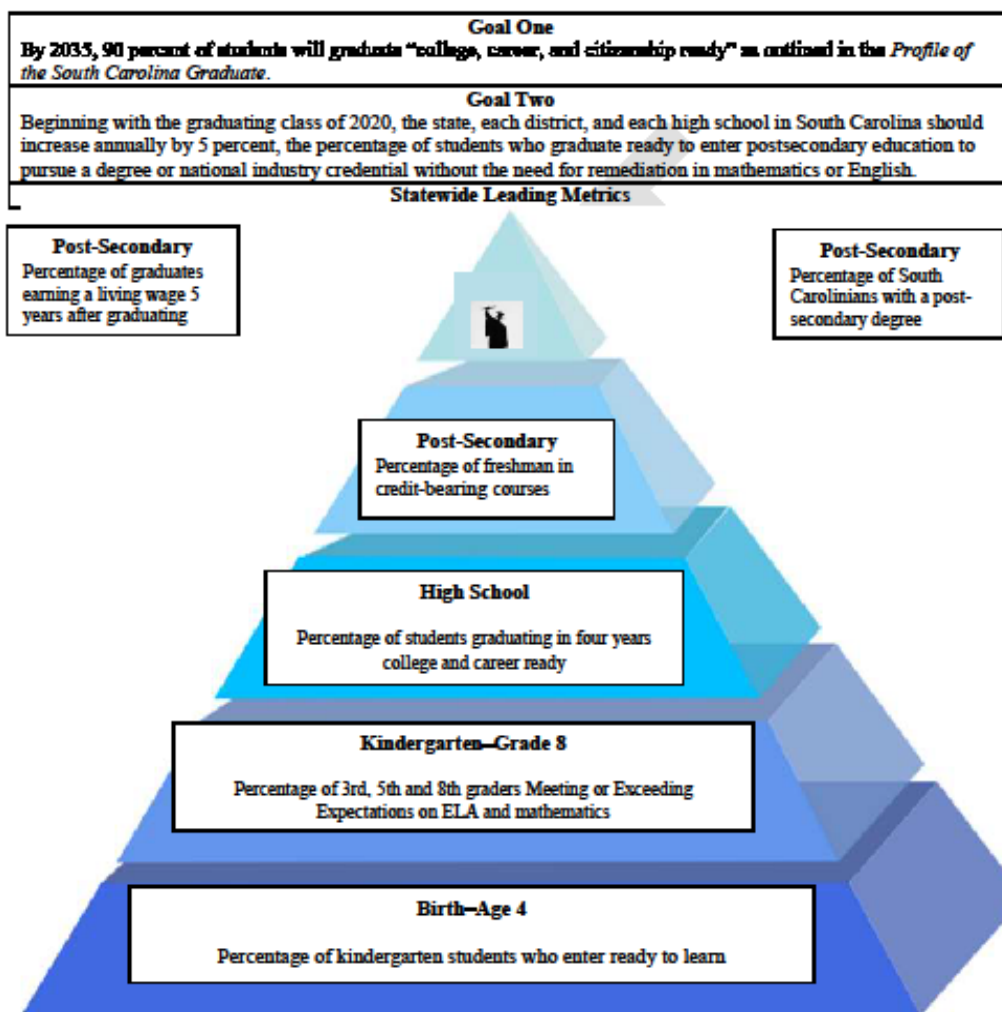 Goal One
By 2035, 90 percent of students will graduate “college, career, and citizenship ready” as outlined in the Profile of
the South Carolina Graduate.
Goal Two
Beginning with the graduating class of 2020, the state, each district, and each high school in South Carolina should
increase annually by 5 percent, the percentage of students who graduate ready to enter postsecondary education to
pursue a degree or national industry credential without the need for remediation in mathematics or English.
Statewide Leading Metrics
Post-Secondary
Percentage of graduates
earning a living wage 5
years after graduating
Post-Secondary
Percentage of South
Carolinians with a post-
secondary degree
Post-Secondary
Percentage of freshman in
credit-bearing courses
High School
Percentage of students graduating in four years
college and career ready
Kindergarten–Grade 8
Percentage of 3rd, 5th and 8th graders Meeting or Exceeding
Expectations on ELA and mathematics
Birth–Age 4
Percentage of kindergarten students who enter ready to learn